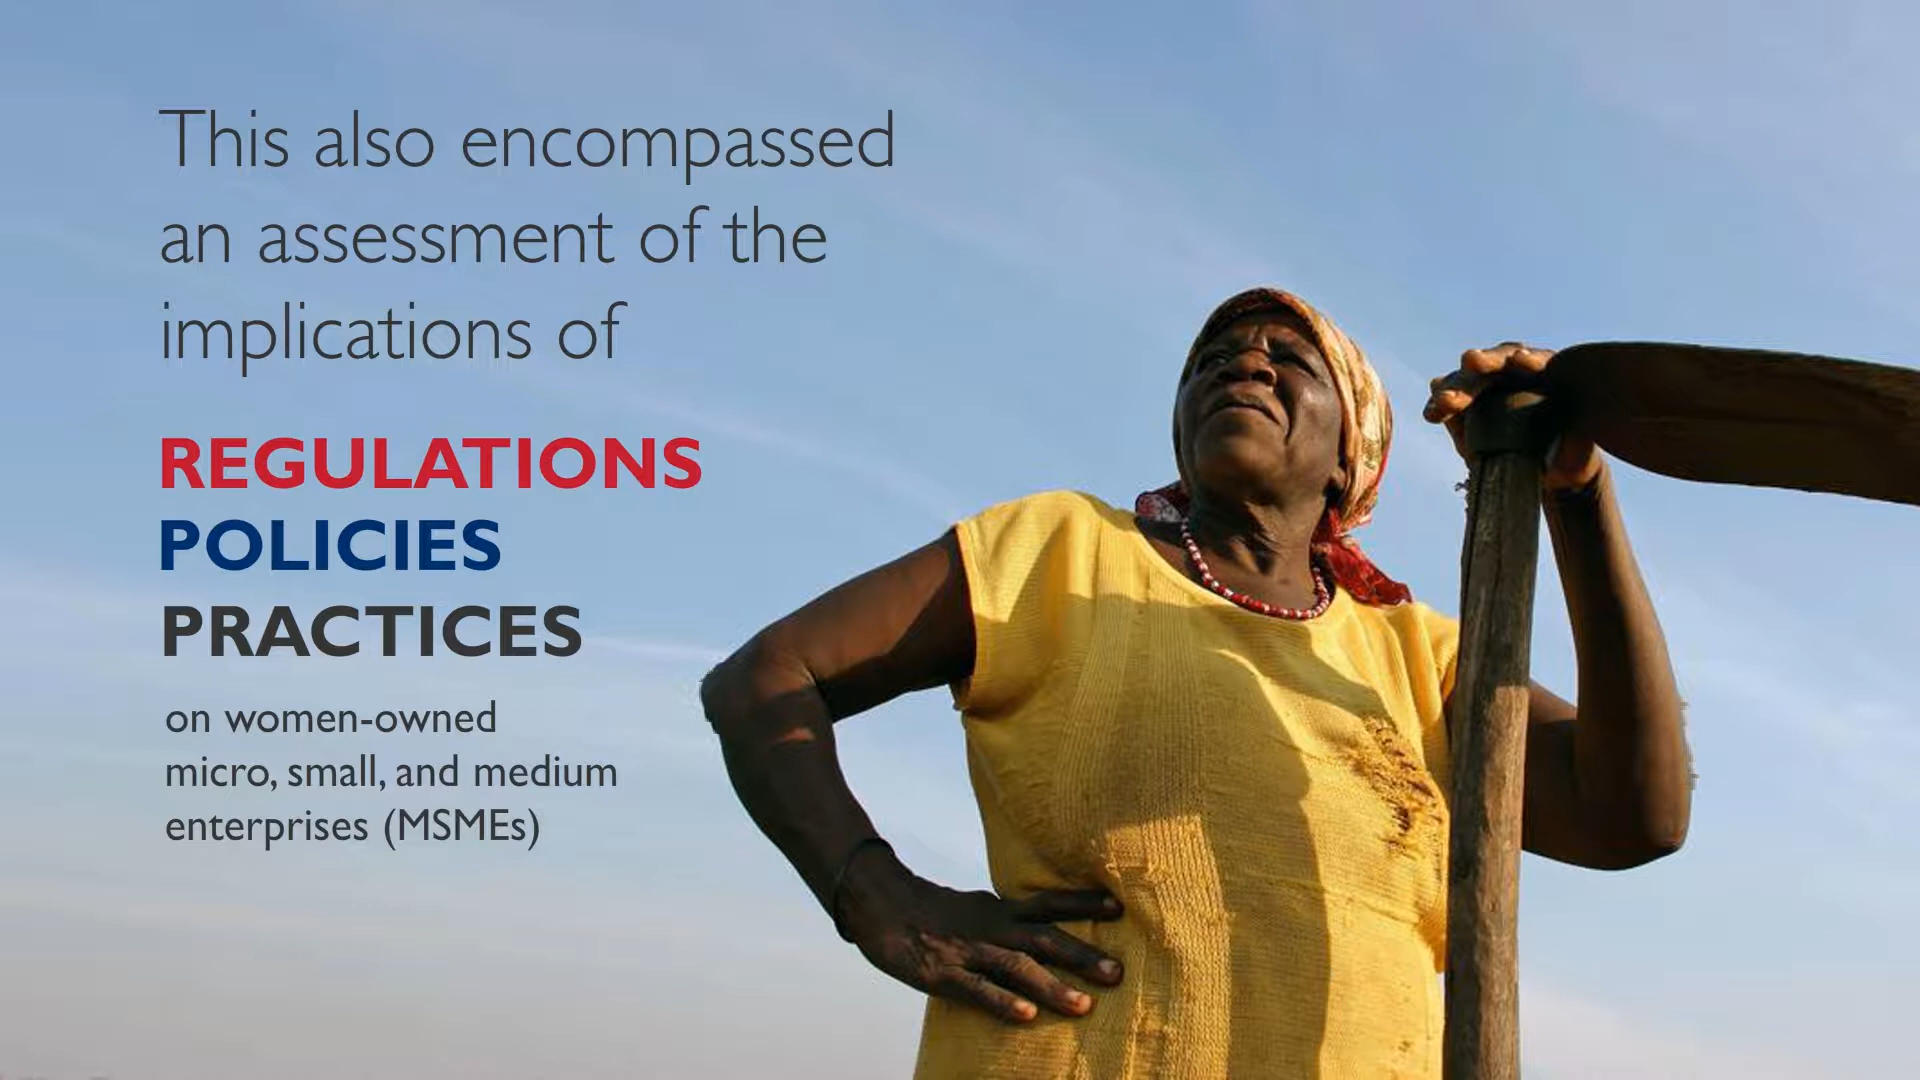 This also encompassed
an assessment of the
implications of
REGULATIONS
POLICIES
PRACTICES
on women-owned
micro, small, and medium
enterprises (MSMEs)